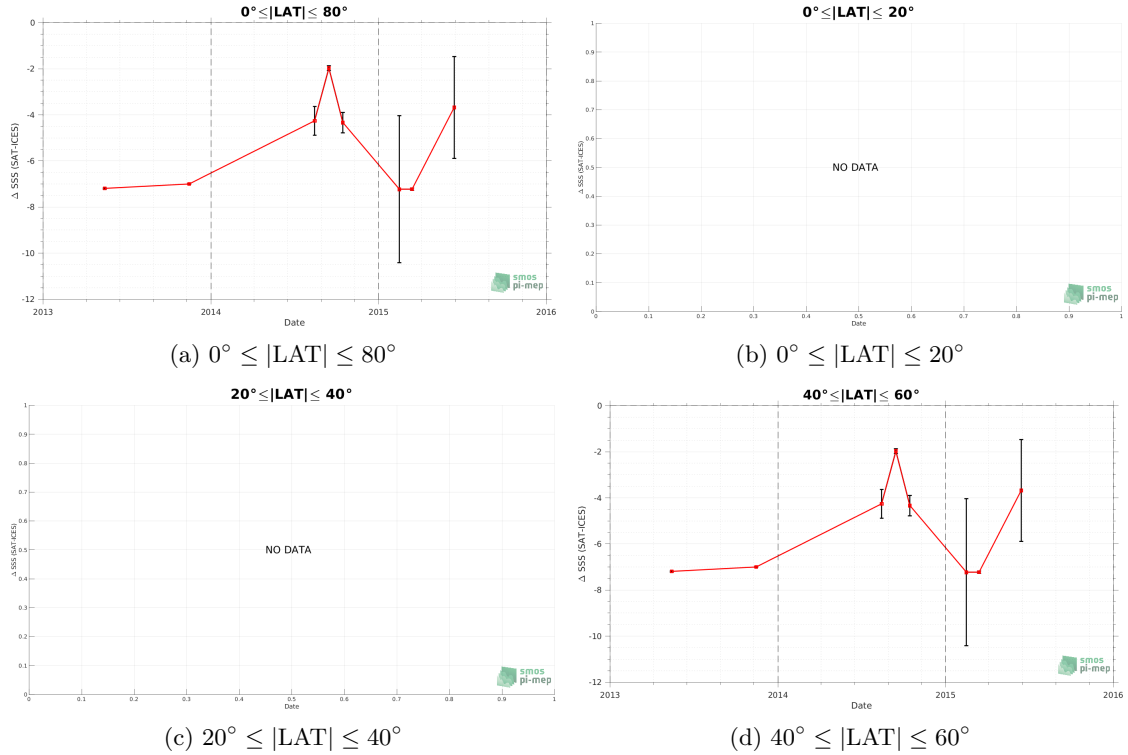 0°≤|LAT|≤ 80°
0
-2
-4
-6
-8
-10
-12
Δ SSS (SAT-ICES)
2013
2014
2015
2016
Date
smos
pi-mep
(a) 0° ≤ |LAT| ≤ 80°
0°≤|LAT|≤ 20°
1
0.9
0.8
0.7
0.6
0.5
0.4
0.3
0.2
0.1
0
Δ SSS (SAT-ICES)
NO DATA
0
0.1
0.2
0.3
0.4
0.5
0.6
0.7
0.8
0.9
1
Date
smos
pi-mep
(b) 0° ≤ |LAT| ≤ 20°
20°≤|LAT|≤ 40°
1
0.9
0.8
0.7
0.6
0.5
0.4
0.3
0.2
0.1
0
Δ SSS (SAT-ICES)
NO DATA
0
0.1
0.2
0.3
0.4
0.5
0.6
0.7
0.8
0.9
1
Date
smos
pi-mep
(c) 20° ≤ |LAT| ≤ 40°
40°≤|LAT|≤ 60°
0
-2
-4
-6
-8
-10
-12
Δ SSS (SAT-ICES)
2013
2014
2015
2016
Date
smos
pi-mep
(d) 40° ≤ |LAT| ≤ 60°